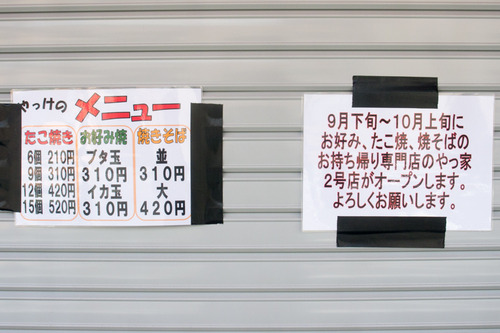 やっけの メニュー
たこ焼き
6個 210円
9個 310円
12個 420円
15個 520円
お好み焼
ブタ玉
310円
イカ玉
310円
焼きそば
並
310円
大
420円
9月下旬～10月上旬に
お好み、たこ焼、焼そばの
お持ち帰り専門店のやっ家
2号店がオープンします。
よろしくお願いします。